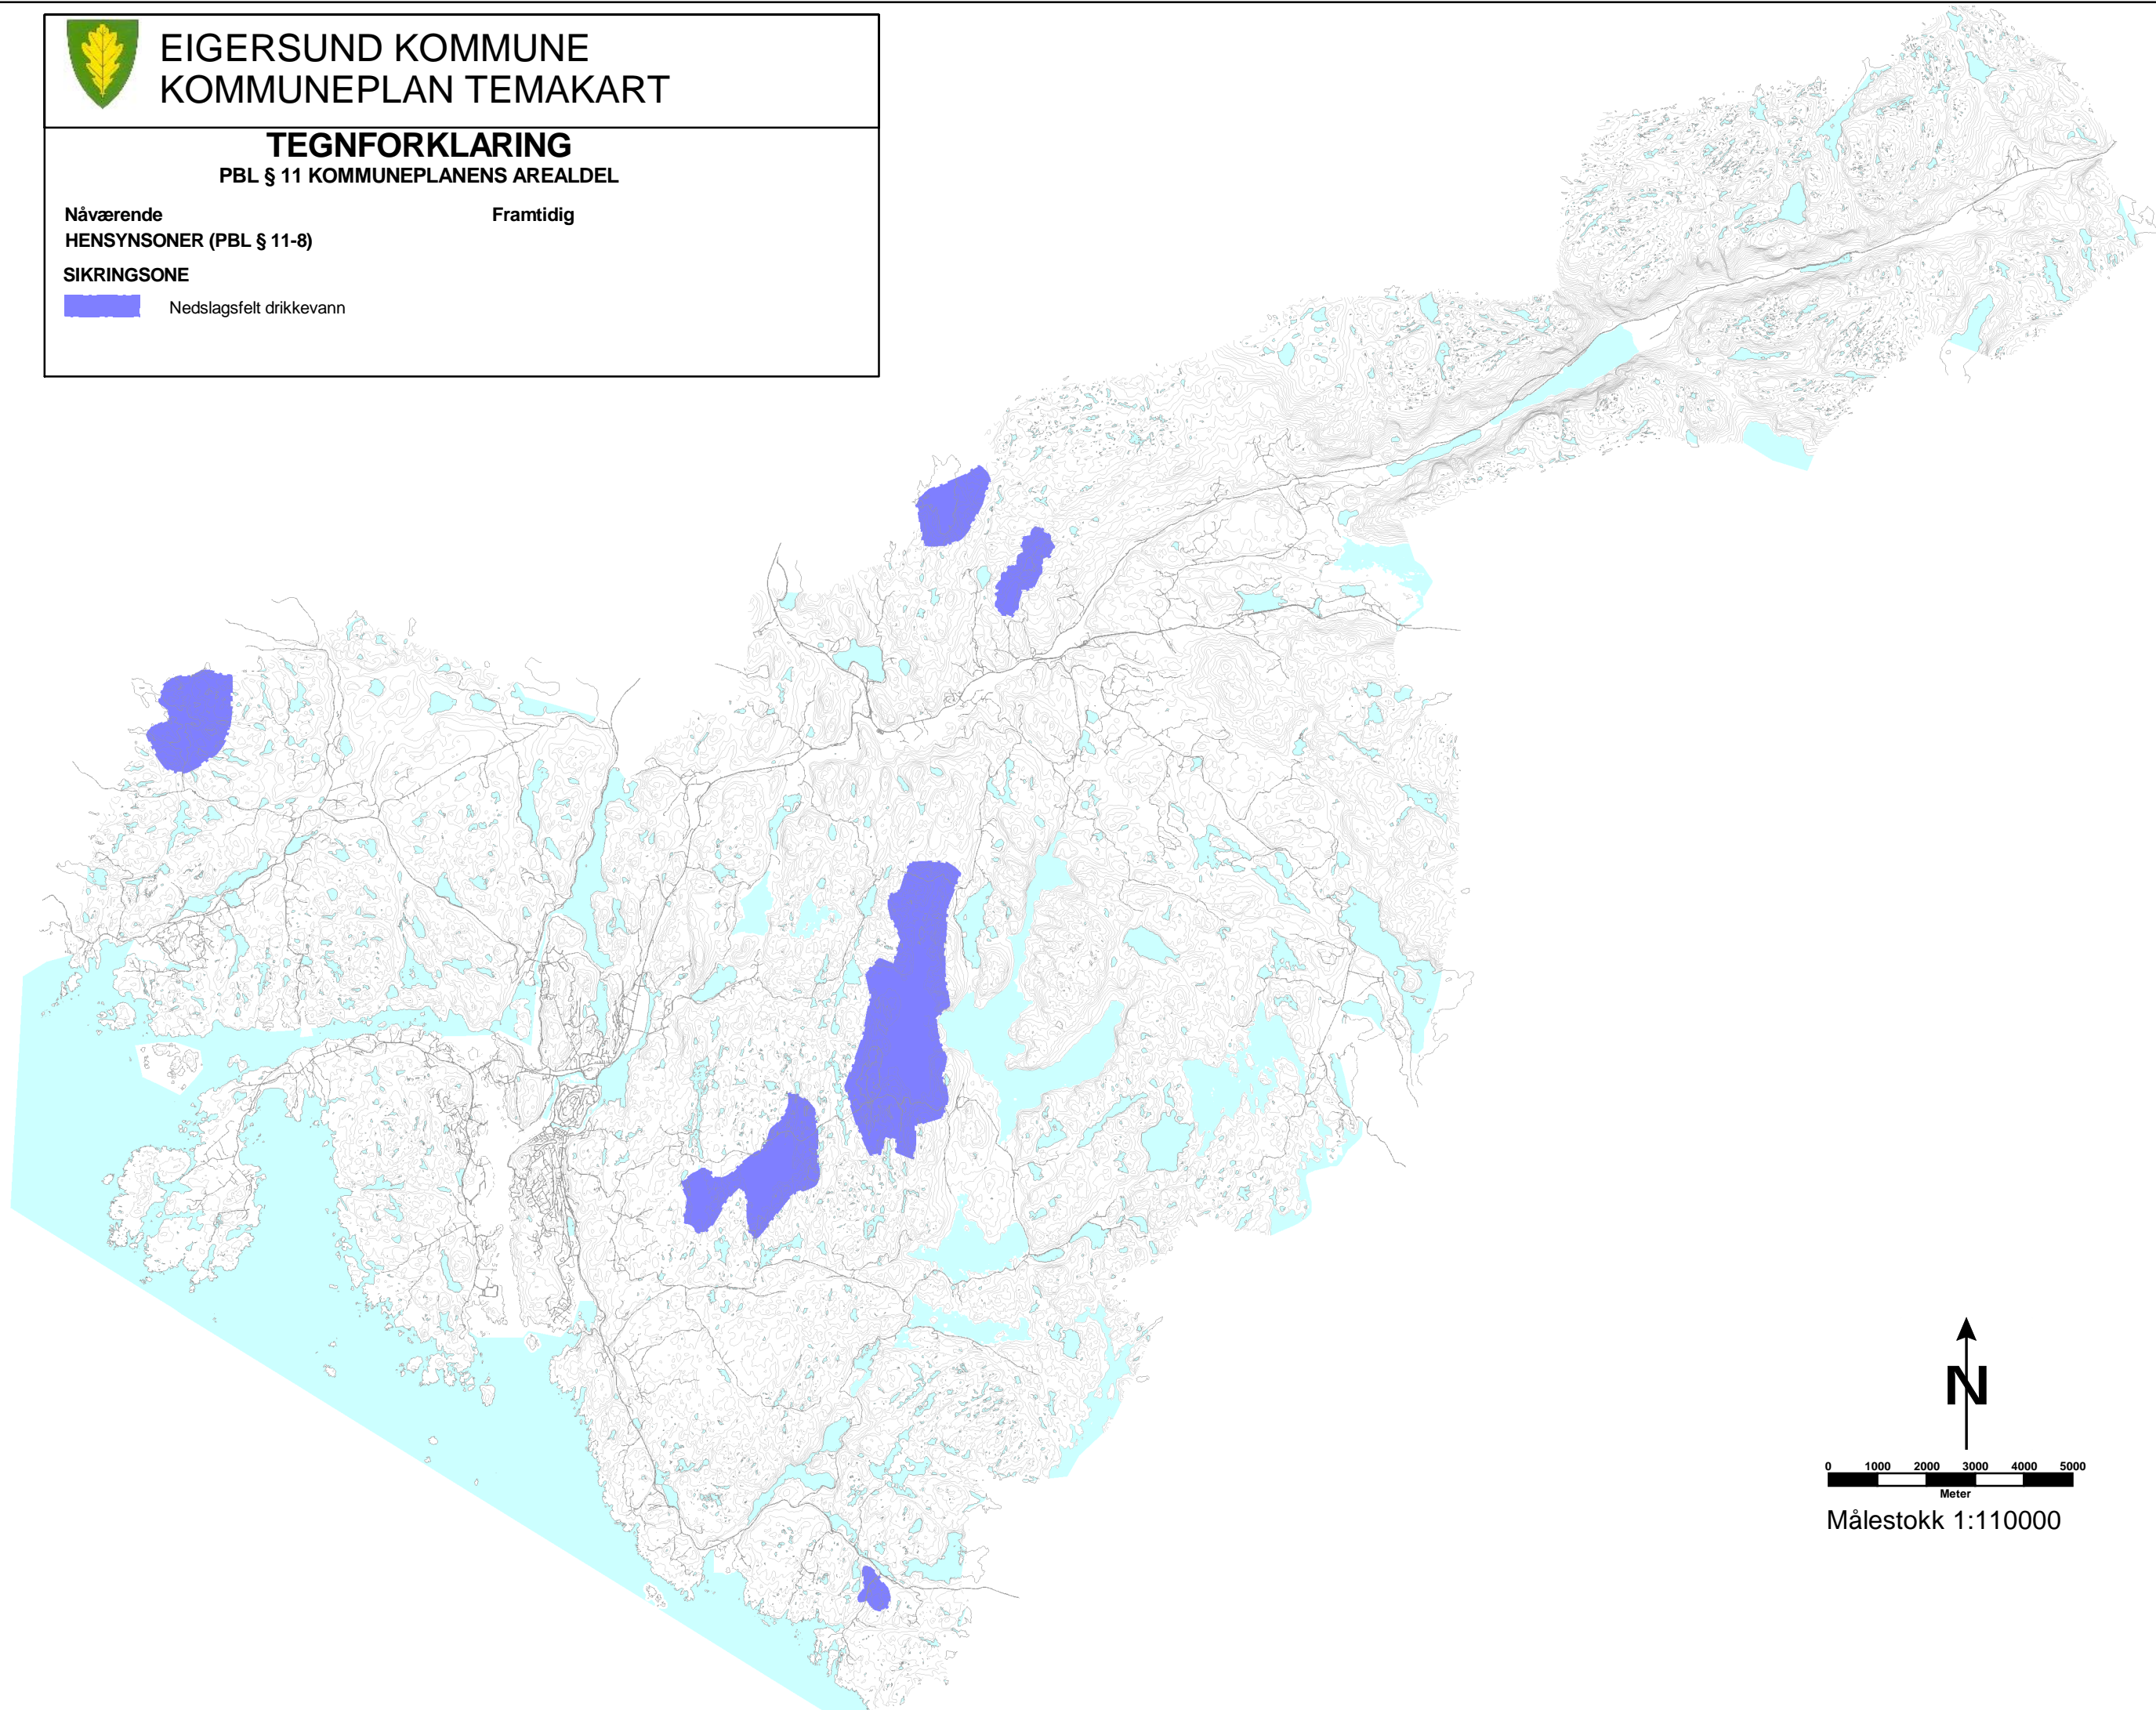 EIGERSUND KOMMUNE
KOMMUNEPLAN TEMAKART
TEGNFORKLARING
PBL § 11 KOMMUNEPLANENS AREALDEL
Nåværende Framtidig
HENSYNSONER (PBL § 11-8)
SIKRINGSONE
Nedslagsfelt drikkevann
N
0 1000 2000 3000 4000 5000
Meter
Målestokk 1:110000